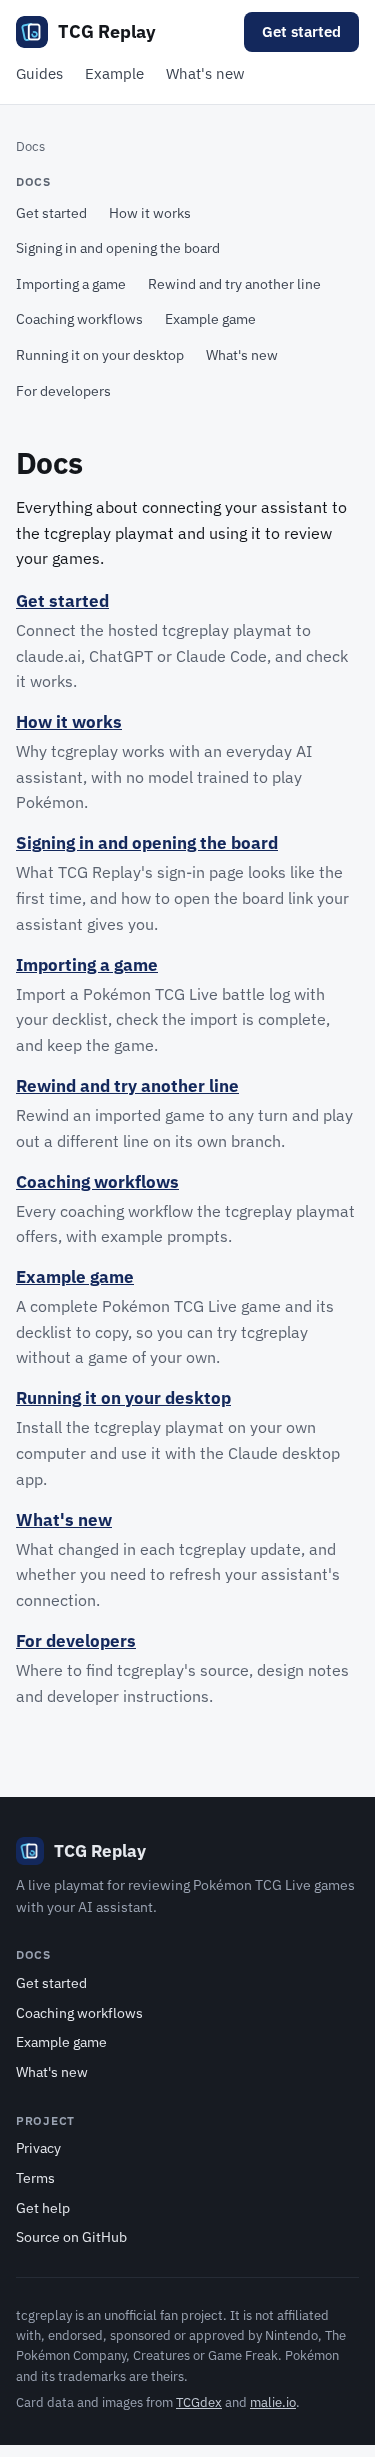 TCG Replay
Get started
Guides Example What's new
Docs
DOCS
Get started How it works
Signing in and opening the board
Importing a game Rewind and try another line
Coaching workflows Example game
Running it on your desktop What's new
For developers
Docs
Everything about connecting your assistant to
the tcgreplay playmat and using it to review
your games.
Get started
Connect the hosted tcgreplay playmat to
claude.ai, ChatGPT or Claude Code, and check
it works.
How it works
Why tcgreplay works with an everyday AI
assistant, with no model trained to play
Pokémon.
Signing in and opening the board
What TCG Replay's sign-in page looks like the
first time, and how to open the board link your
assistant gives you.
Importing a game
Import a Pokémon TCG Live battle log with
your decklist, check the import is complete,
and keep the game.
Rewind and try another line
Rewind an imported game to any turn and play
out a different line on its own branch.
Coaching workflows
Every coaching workflow the tcgreplay playmat
offers, with example prompts.
Example game
A complete Pokémon TCG Live game and its
decklist to copy, so you can try tcgreplay
without a game of your own.
Running it on your desktop
Install the tcgreplay playmat on your own
computer and use it with the Claude desktop
app.
What's new
What changed in each tcgreplay update, and
whether you need to refresh your assistant's
connection.
For developers
Where to find tcgreplay's source, design notes
and developer instructions.
TCG Replay
A live playmat for reviewing Pokémon TCG Live games
with your AI assistant.
DOCS
Get started
Coaching workflows
Example game
What's new
PROJECT
Privacy
Terms
Get help
Source on GitHub
tcgreplay is an unofficial fan project. It is not affiliated
with, endorsed, sponsored or approved by Nintendo, The
Pokémon Company, Creatures or Game Freak. Pokémon
and its trademarks are theirs.
Card data and images from TCGdex and malie.io.